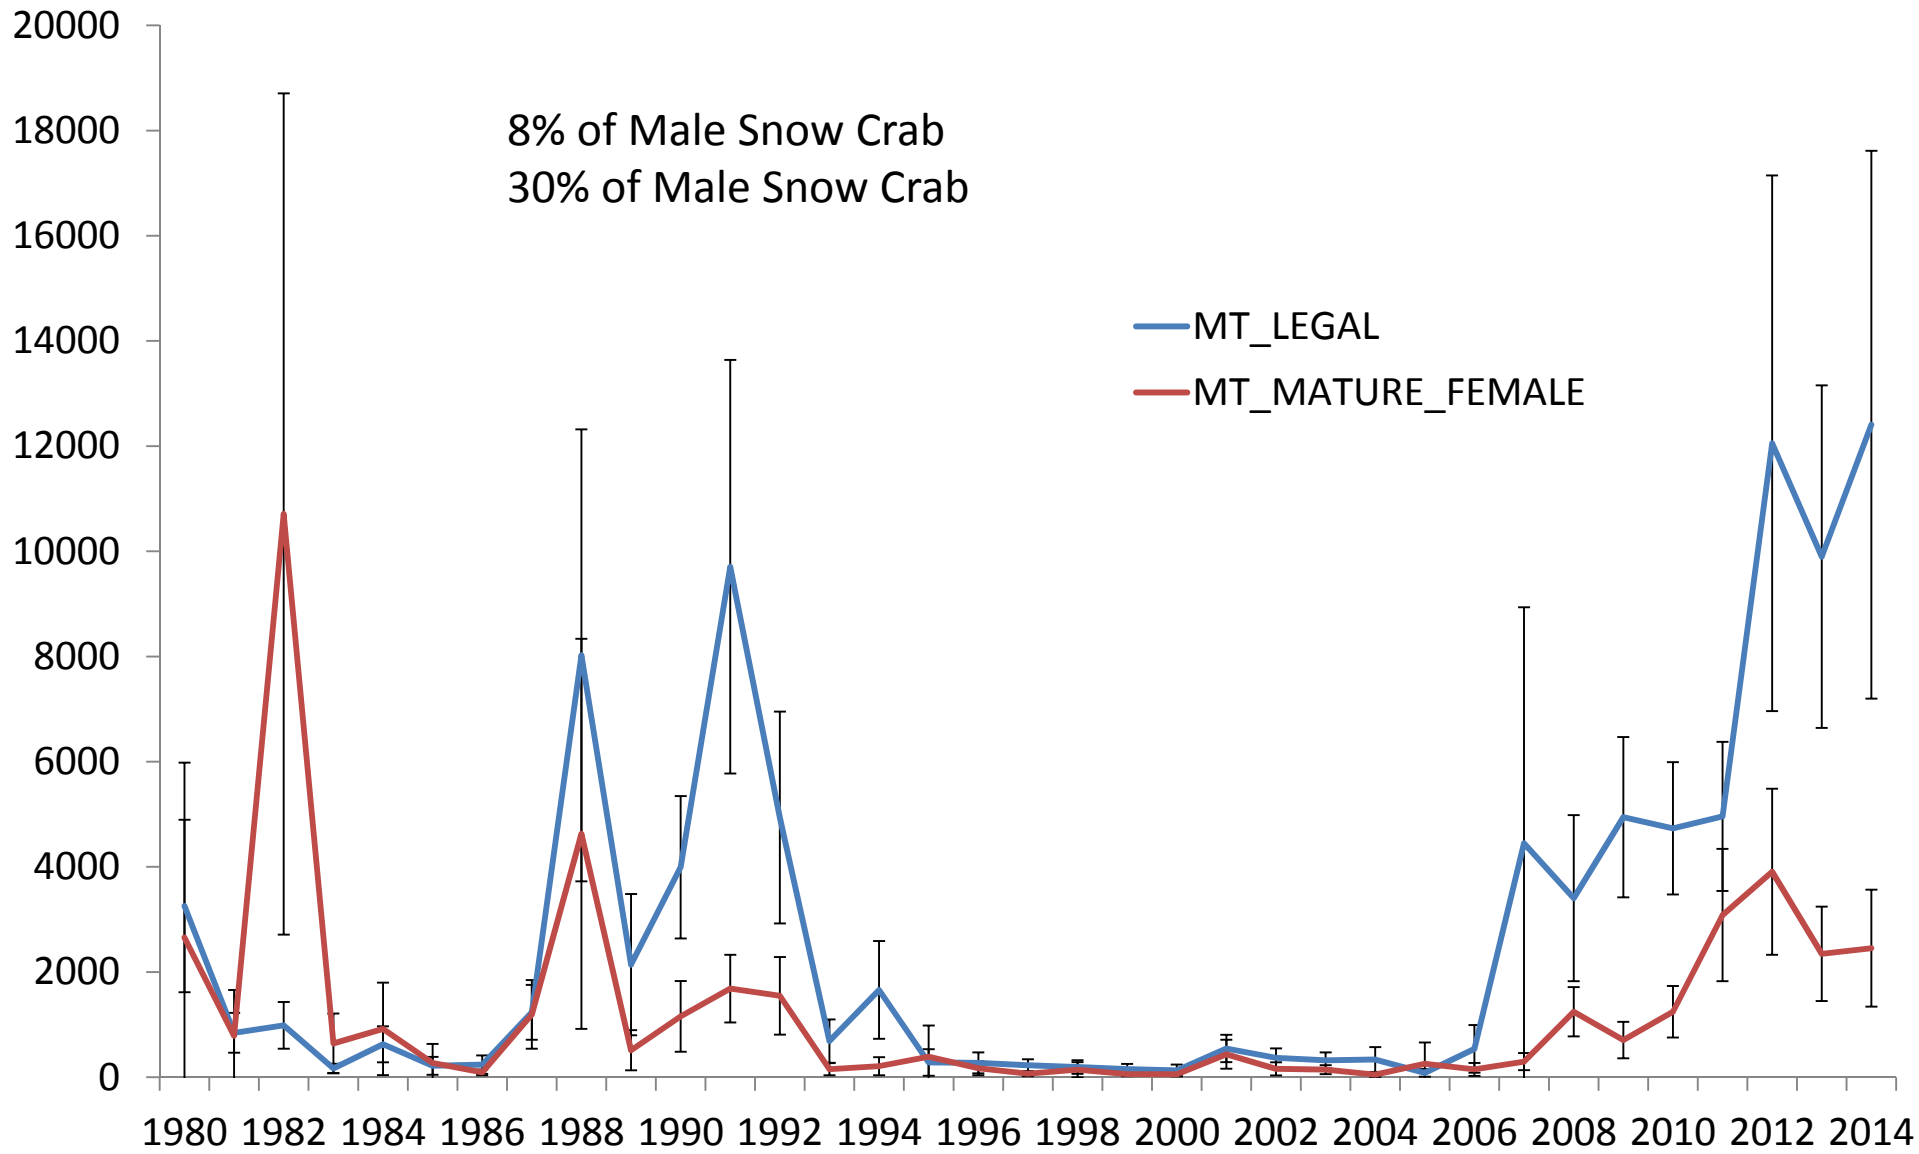 20000
18000
16000
14000
12000
10000
8000
6000
4000
2000
0
8% of Male Snow Crab
30% of Male Snow Crab
MT_LEGAL
MT_MATURE_FEMALE
1980 1982 1984 1986 1988 1990 1992 1994 1996 1998 2000 2002 2004 2006 2008 2010 2012 2014